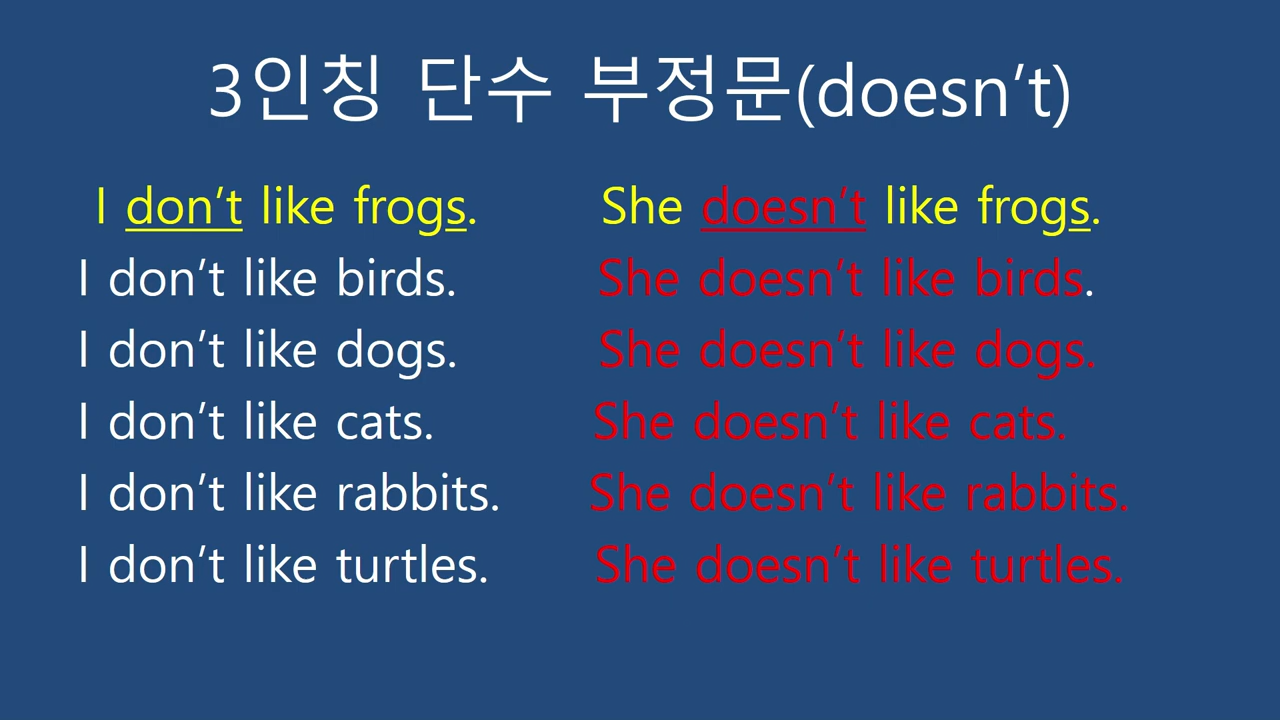 3인칭 단수 부정문(doesn’t)
I don’t like frogs. She doesn’t like frogs.
I don’t like birds. She doesn’t like birds.
I don’t like dogs. She doesn’t like dogs.
I don’t like cats. She doesn’t like cats.
I don’t like rabbits. She doesn’t like rabbits.
I don’t like turtles. She doesn’t like turtles.